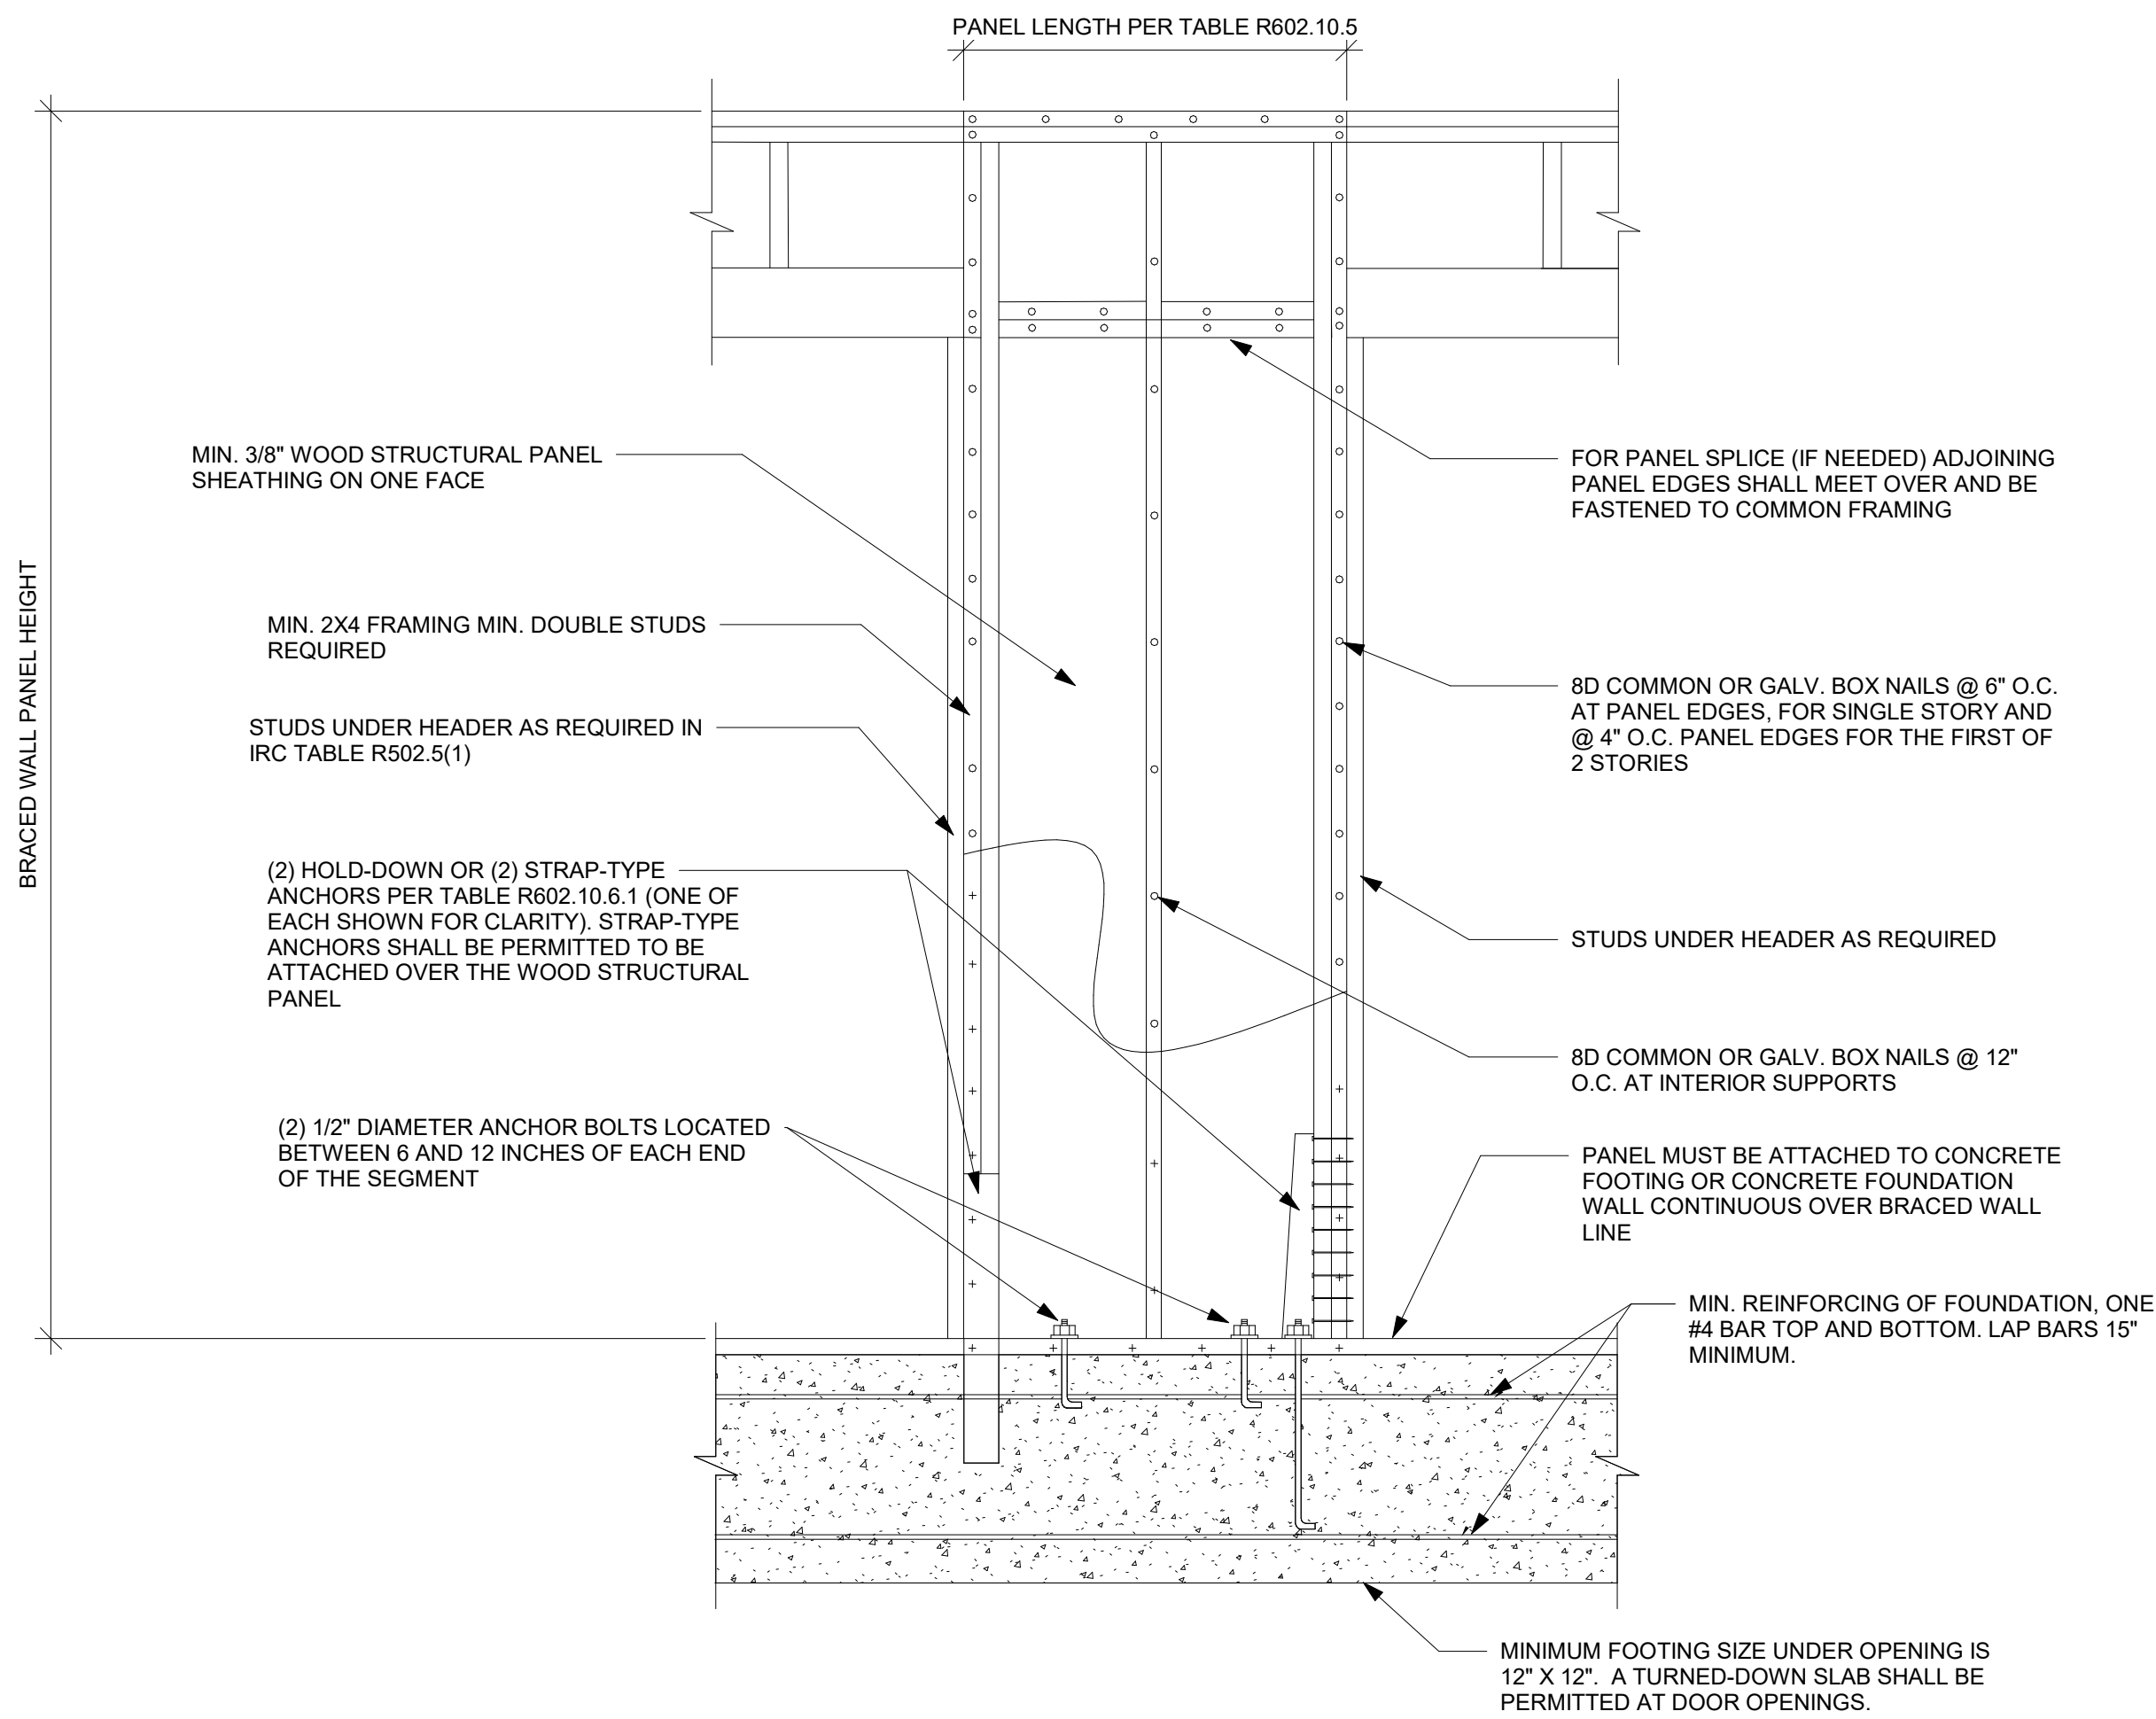 PANEL LENGTH PER TABLE R602.10.5
BRACED WALL PANEL HEIGHT
MIN. 3/8" WOOD STRUCTURAL PANEL
SHEATHING ON ONE FACE
MIN. 2X4 FRAMING MIN. DOUBLE STUDS
REQUIRED
STUDS UNDER HEADER AS REQUIRED IN
IRC TABLE R502.5(1)
(2) HOLD-DOWN OR (2) STRAP-TYPE
ANCHORS PER TABLE R602.10.6.1 (ONE OF
EACH SHOWN FOR CLARITY). STRAP-TYPE
ANCHORS SHALL BE PERMITTED TO BE
ATTACHED OVER THE WOOD STRUCTURAL
PANEL
(2) 1/2" DIAMETER ANCHOR BOLTS LOCATED
BETWEEN 6 AND 12 INCHES OF EACH END
OF THE SEGMENT
FOR PANEL SPLICE (IF NEEDED) ADJOINING
PANEL EDGES SHALL MEET OVER AND BE
FASTENED TO COMMON FRAMING
8D COMMON OR GALV. BOX NAILS @ 6" O.C.
AT PANEL EDGES, FOR SINGLE STORY AND
@ 4" O.C. PANEL EDGES FOR THE FIRST OF
2 STORIES
STUDS UNDER HEADER AS REQUIRED
8D COMMON OR GALV. BOX NAILS @ 12"
O.C. AT INTERIOR SUPPORTS
PANEL MUST BE ATTACHED TO CONCRETE
FOOTING OR CONCRETE FOUNDATION
WALL CONTINUOUS OVER BRACED WALL
LINE
MIN. REINFORCING OF FOUNDATION, ONE
#4 BAR TOP AND BOTTOM. LAP BARS 15"
MINIMUM.
MINIMUM FOOTING SIZE UNDER OPENING IS
12" X 12". A TURNED-DOWN SLAB SHALL BE
PERMITTED AT DOOR OPENINGS.